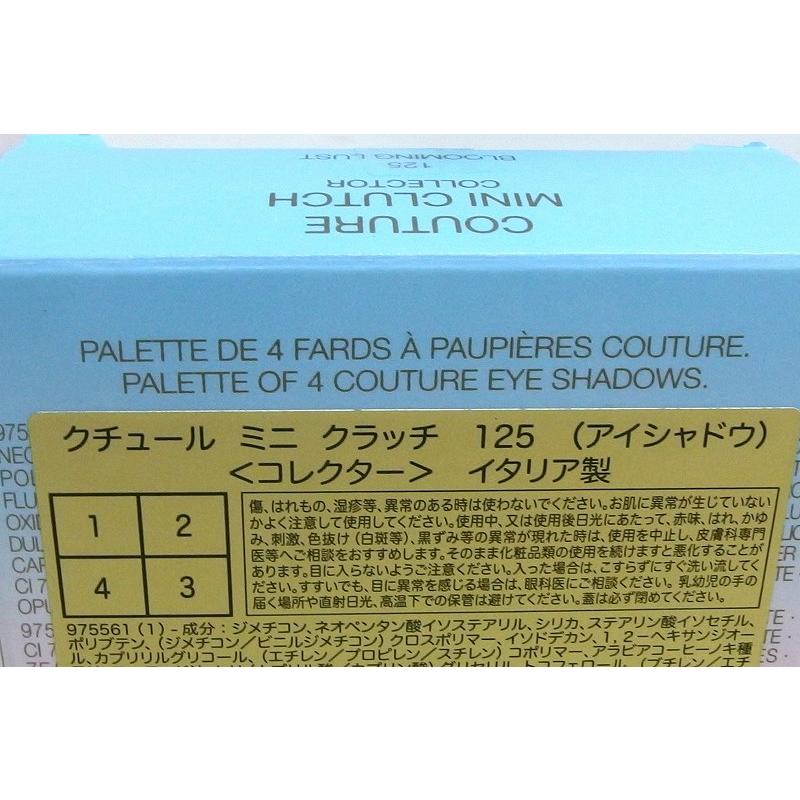 125
BLOOMING LUST
COLLECTOR
MINI CLUTCH
COUTURE
PALETTE DE 4 FARDS À PAUPIÈRES COUTURE.
PALETTE OF 4 COUTURE EYE SHADOWS.
クチュール ミニ クラッチ 125 （アイシャドウ）
＜コレクター＞ イタリア製
1 2
4 3
傷、はれもの、湿疹等、異常のある時は使わないでください。お肌に異常が生じていない
かよく注意して使用してください。使用中、又は使用後日光にあたって、赤味、はれ、かゆ
み、刺激、色抜け（白斑等）、黒ずみ等の異常が現れた時は、使用を中止し、皮膚科専門
医等へご相談をおすすめします。そのまま化粧品類の使用を続けますと悪化することが
あります。目に入らないようご注意ください。入った場合は、こすらずにすぐ洗い流してく
ださい。すすいでも、目に異常を感じる場合は、眼科医にご相談ください。乳幼児の手の
届く場所や直射日光、高温下での保管は避けてください。蓋は必ず閉めてください。
975561 (1) - 成分：ジメチコン、ネオペンタン酸イソステアリル、シリカ、ステアリン酸イソセチル、
ポリブテン、（ジメチコン／ビニルジメチコン）クロスポリマー、イソドデカン、1，2－ヘキサンジオー
ル、カプリリルグリコール、（エチレン／プロピレン／スチレン）コポリマー、アラビアコーヒーノキ種